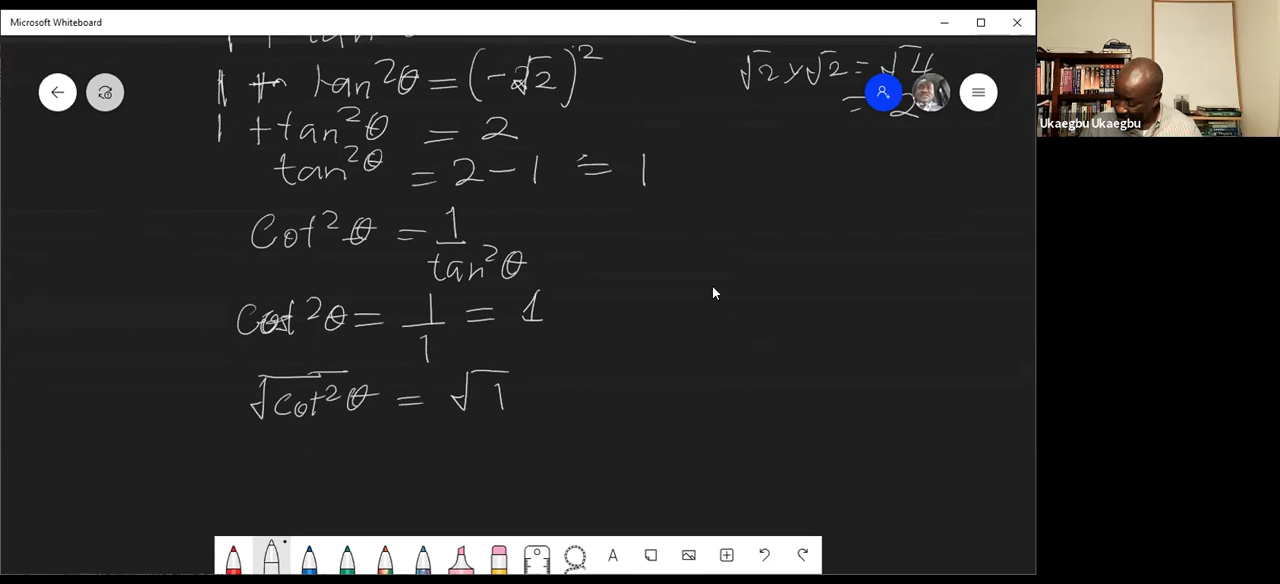 Microsoft Whiteboard
1 + tan²θ = (-√2)²
√2 x √2 = √4
= 2
Ukaegbu Ukaegbu
1 + tan²θ = 2
tan²θ = 2 - 1 = 1
Cot²θ = 1/tan²θ
Cot²θ = 1/1 = 1
√cot²θ = √1
A